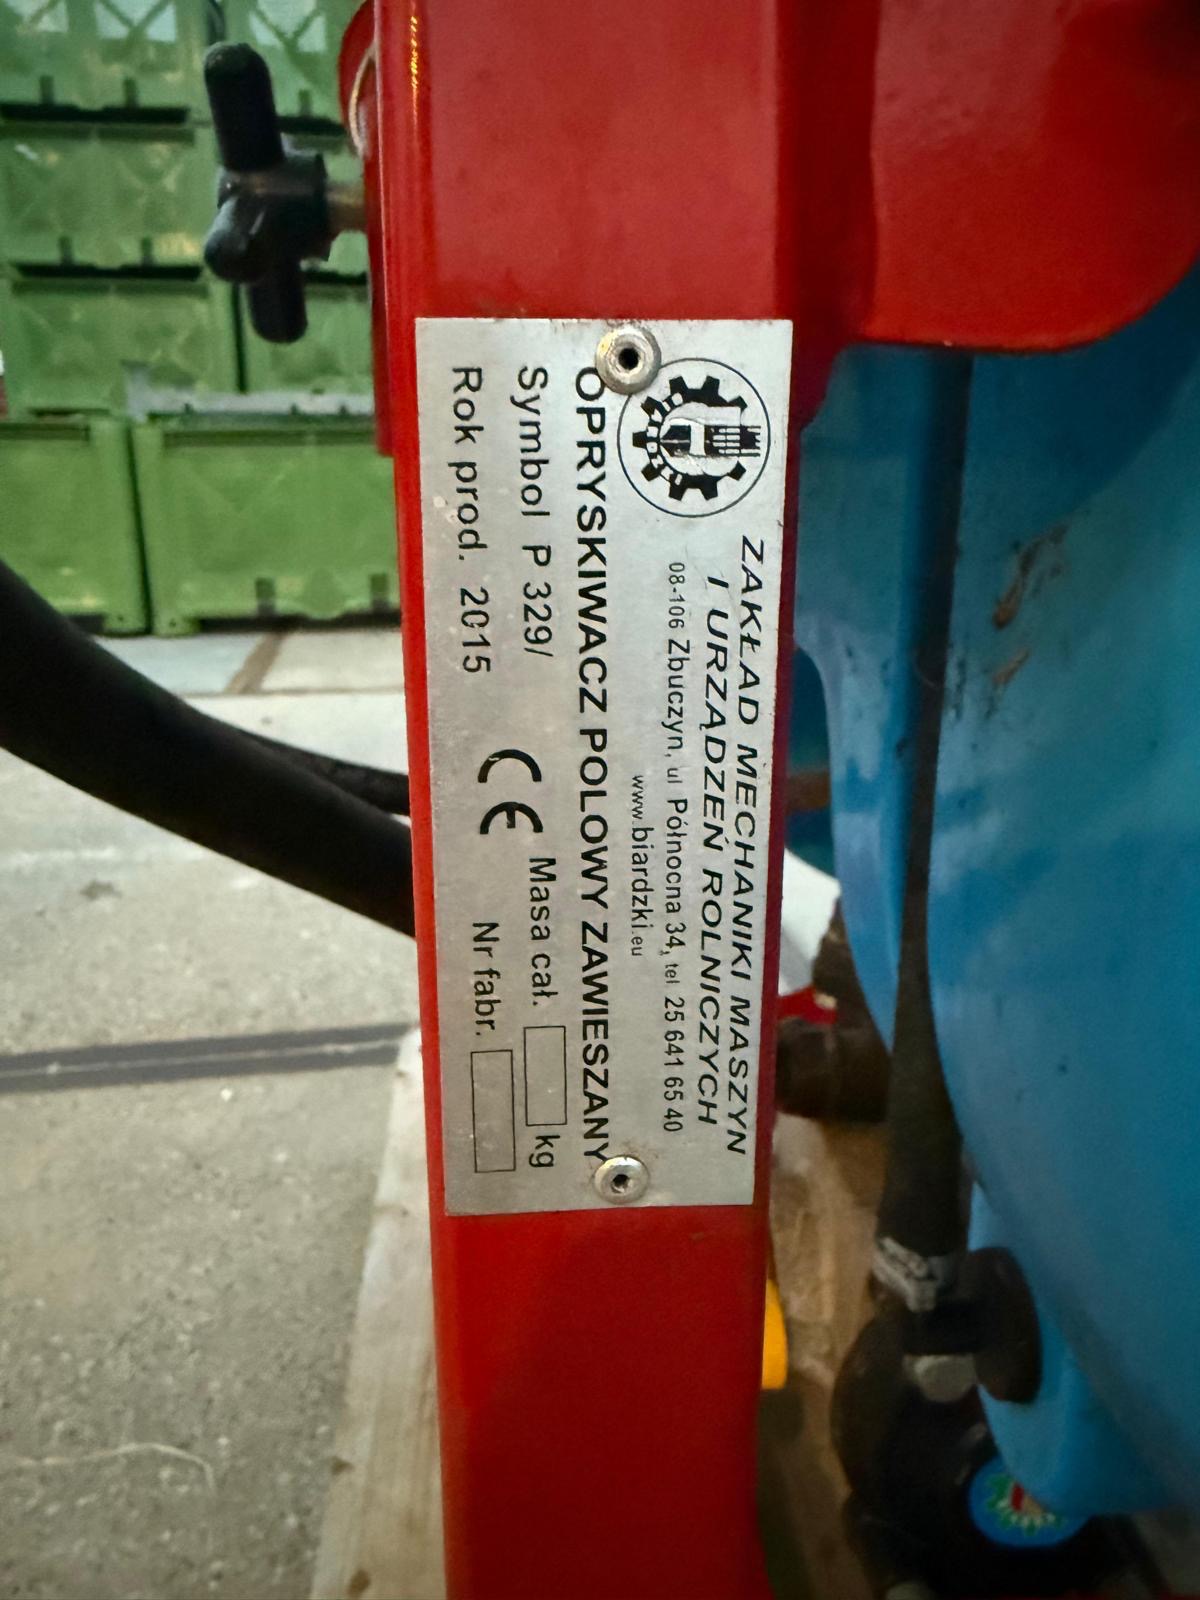 ZAKŁAD MECHANIKI MASZYN
I URZĄDZEŃ ROLNICZYCH
08-106 Zbuczyn, ul Północna 34, tel 25 641 65 40
www.biardzki.eu
OPRYSKIWACZ POLOWY ZAWIESZANY
Symbol P 329/
CE
Masa cał. kg
Rok prod. 2015
Nr fabr.